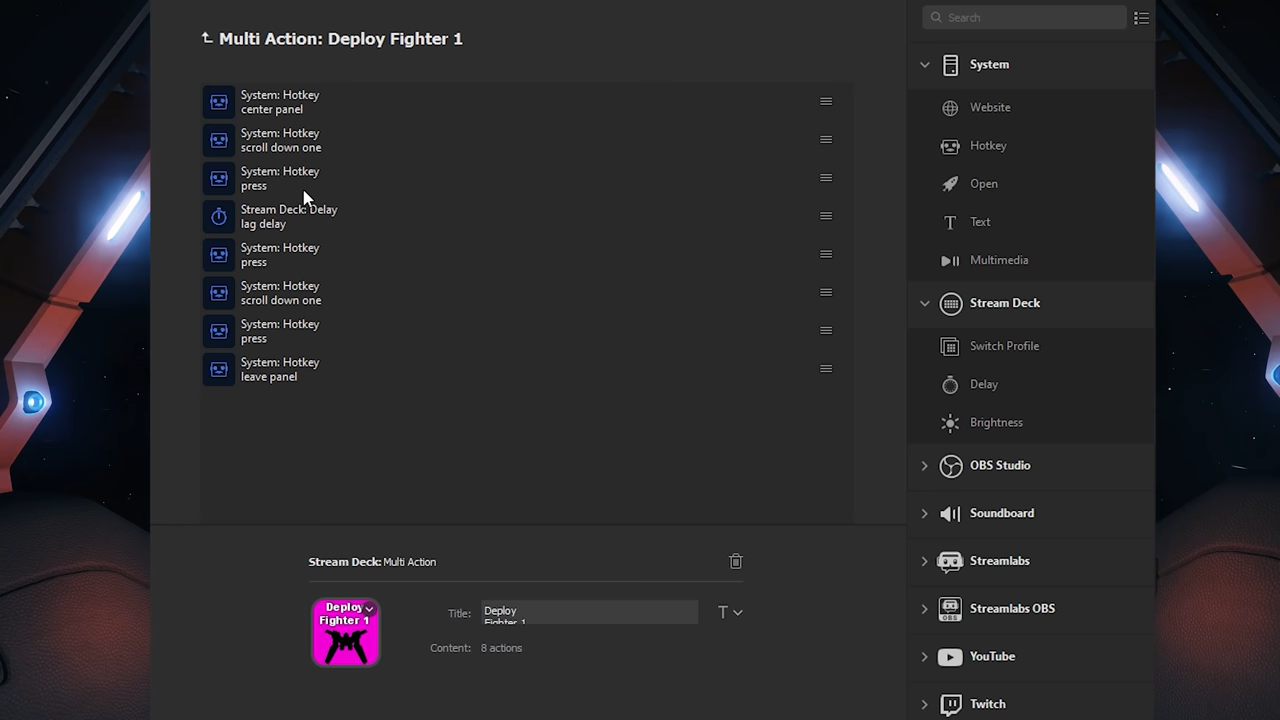 Multi Action: Deploy Fighter 1
System: Hotkey
center panel
System: Hotkey
scroll down one
System: Hotkey
press
Stream Deck: Delay
lag delay
System: Hotkey
press
System: Hotkey
scroll down one
System: Hotkey
press
System: Hotkey
leave panel
Stream Deck: Multi Action
Deploy
Fighter 1
Title:
Deploy
Fighter 1
T
Content:
8 actions
Search
System
Website
Hotkey
Open
Text
Multimedia
Stream Deck
Switch Profile
Delay
Brightness
OBS Studio
Soundboard
Streamlabs
Streamlabs OBS
OBS
YouTube
Twitch